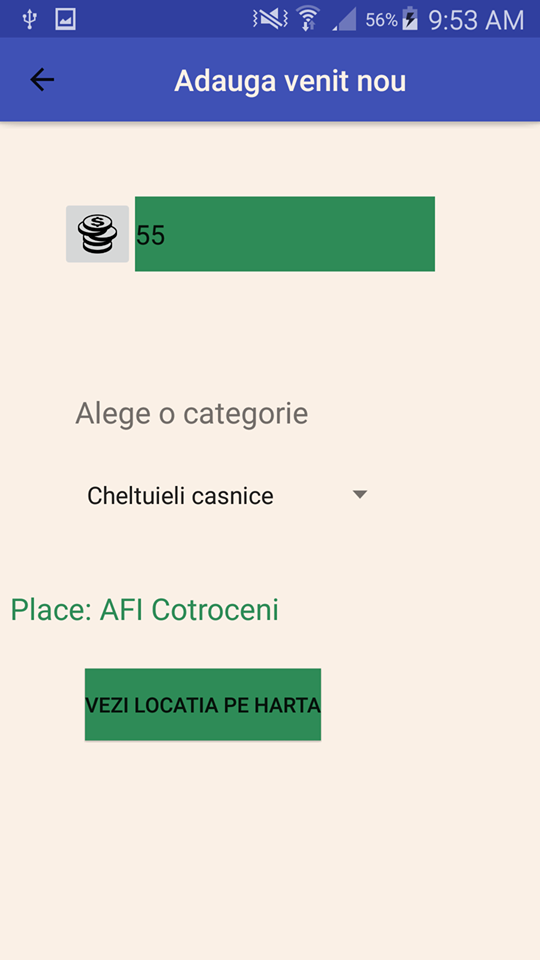 56% 9:53 AM
Adauga venit nou
$ 55
Alege o categorie
Cheltuieli casnice
Place: AFI Cotroceni
VEZI LOCATIA PE HARTA